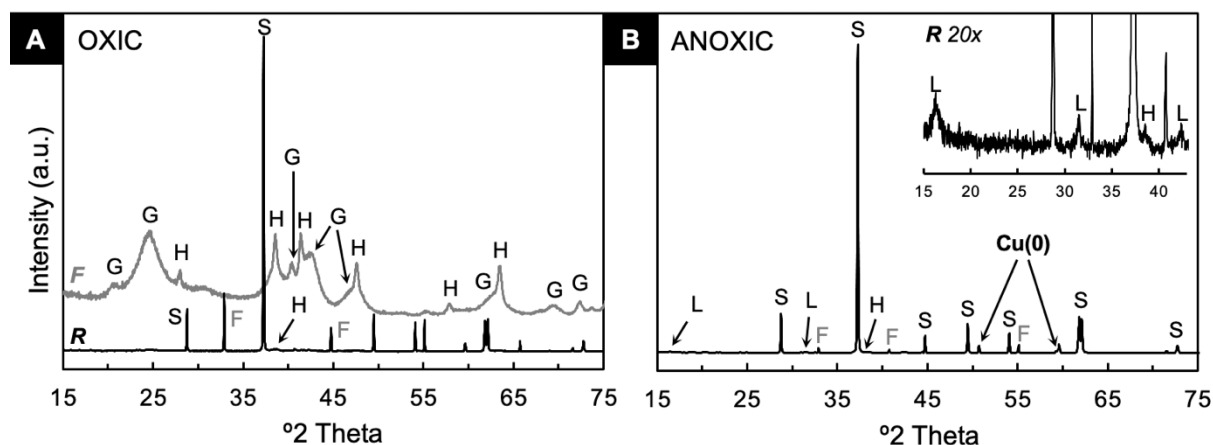 A OXIC
S
G
G
H
G
H
H
G
H
H
G
H
G
G
F
S
F
H
F
R
Intensity (a.u.)
15 25 35 45 55 65 75
º2 Theta
B ANOXIC
S
R 20x
L
L
H
L
15 20 25 30 35 40
Cu(0)
L
S
L
F
H
F
S
S
S
F
S
S
15 25 35 45 55 65 75
º2 Theta